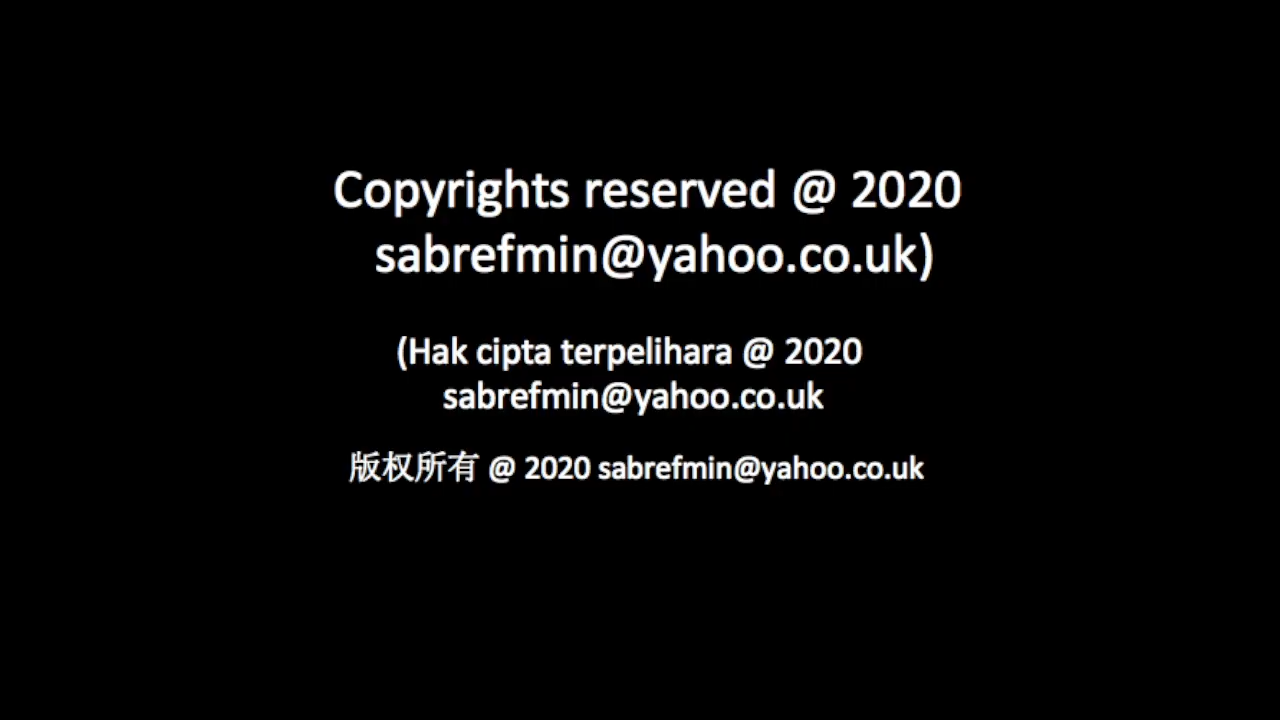 Copyrights reserved @ 2020
sabrefmin@yahoo.co.uk)
(Hak cipta terpelihara @ 2020
sabrefmin@yahoo.co.uk
版权所有 @ 2020 sabrefmin@yahoo.co.uk